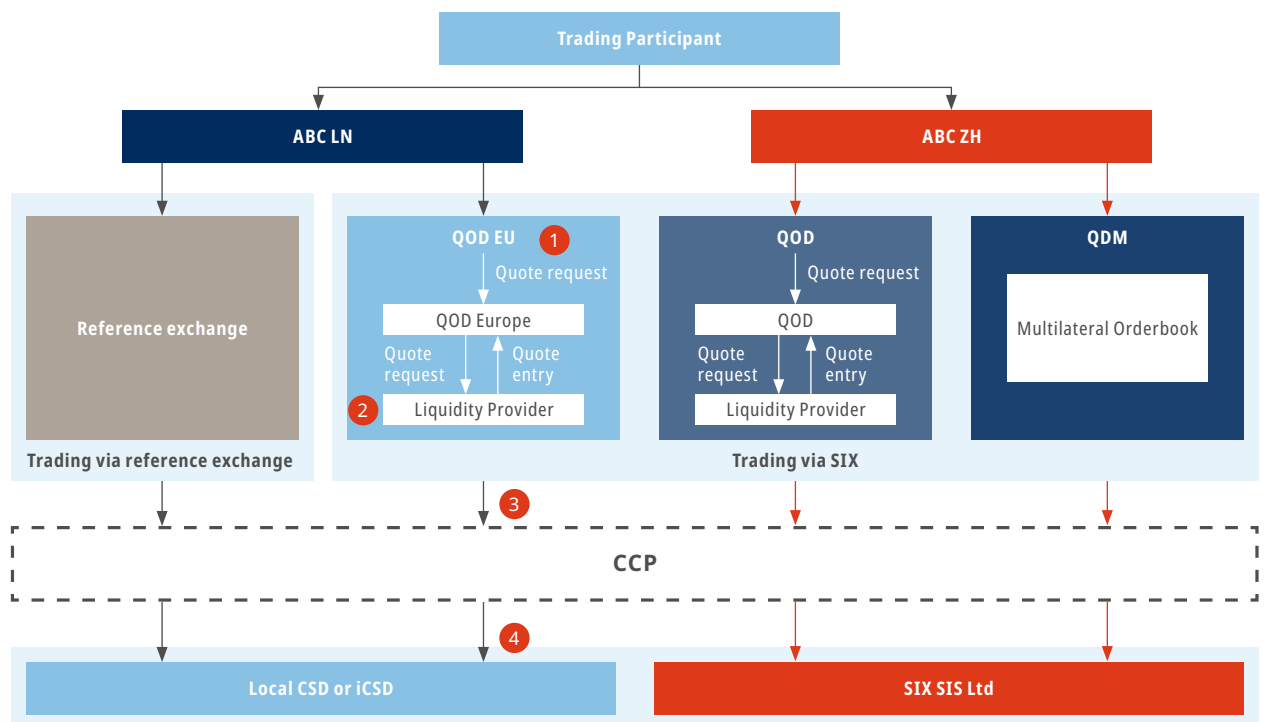 Trading Participant
ABC LN
ABC ZH
Reference exchange
Trading via reference exchange
QOD EU
1
Quote request
QOD Europe
Quote
request
Quote
entry
2
Liquidity Provider
QOD
Quote request
QOD
Quote
request
Quote
entry
Liquidity Provider
QDM
Multilateral Orderbook
Trading via SIX
3
CCP
4
Local CSD or iCSD
SIX SIS Ltd